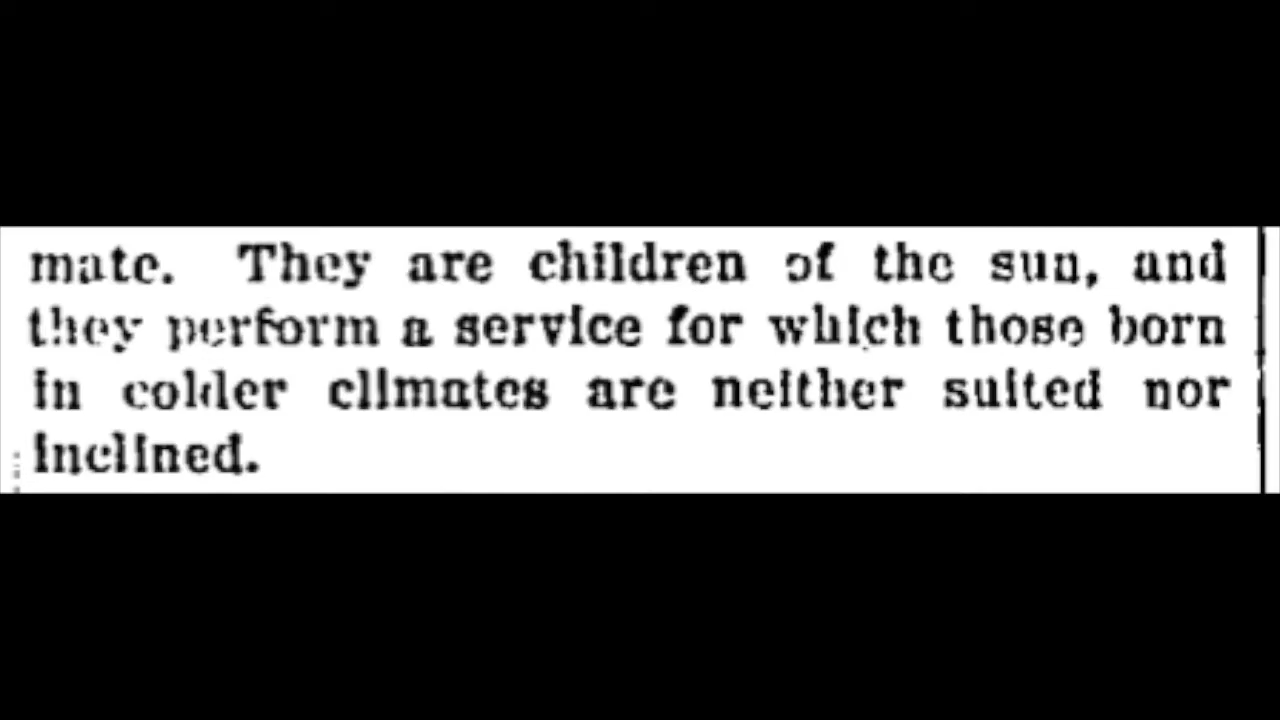 mate. They are children of the sun, and
they perform a service for which those born
in colder climates are neither suited nor
inclined.